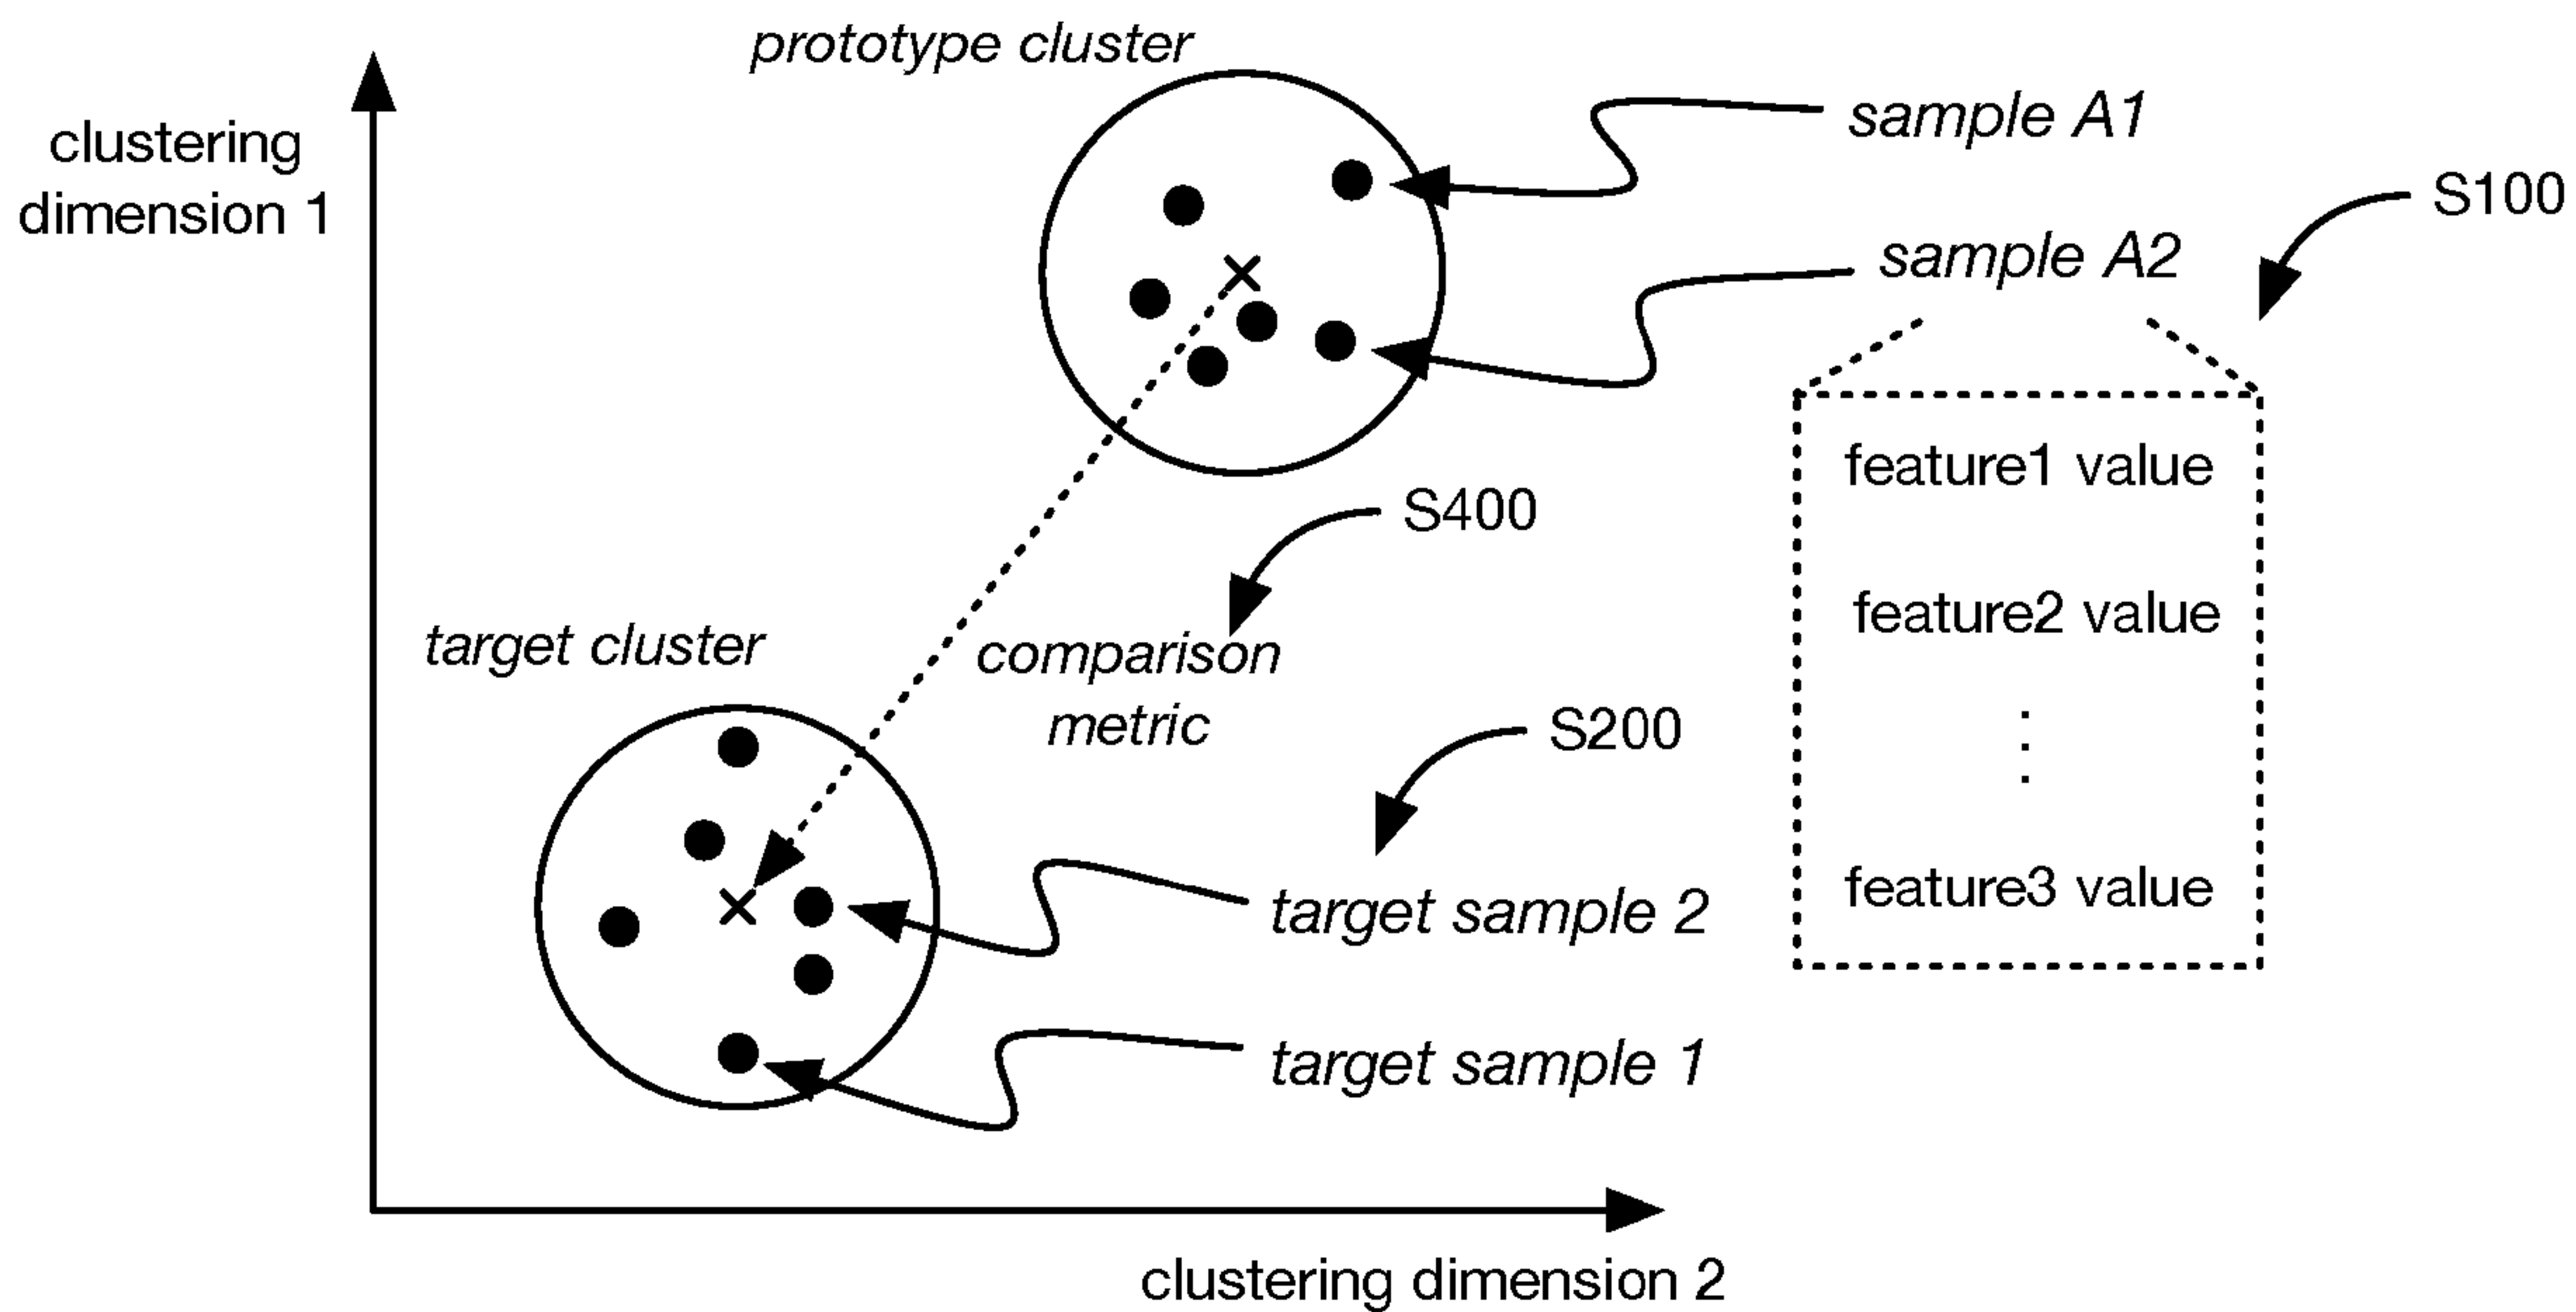 prototype cluster
clustering
dimension 1
sample A1
S100
sample A2
feature1 value
S400
feature2 value
target cluster
comparison
metric
S200
feature3 value
target sample 2
target sample 1
clustering dimension 2